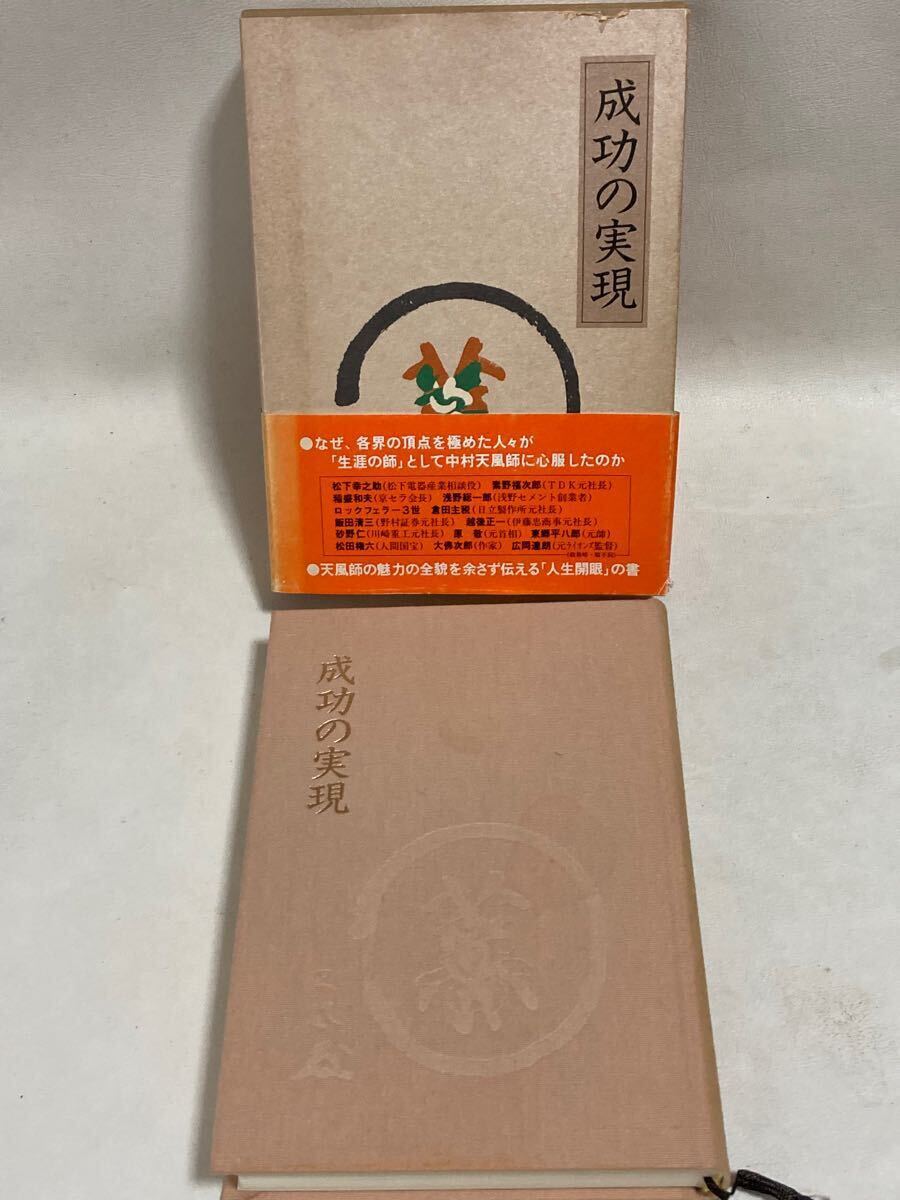 成功の実現
●なぜ、各界の頂点を極めた人々が
「生涯の師」として中村天風師に心服したのか
松下幸之助(松下電器産業相談役) 素野福次郎(TDK元社長)
稲盛和夫(京セラ会長) 浅野総一郎(浅野セメント創業者)
ロックフェラー3世 倉田主税(日立製作所元社長)
飯田清三(野村証券元社長) 越後正一(伊藤忠商事元社長)
砂野仁(川崎重工元社長) 原 敬(元首相) 東郷平八郎(元帥)
松田権六(人間国宝) 大佛次郎(作家) 広岡達朗(元ライオンズ監督)
●天風師の魅力の全貌を余さず伝える「人生開眼」の書
成功の実現